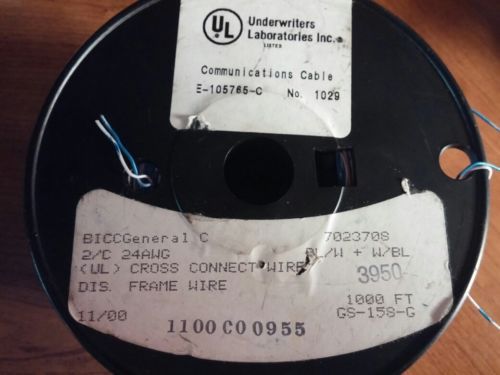 UL
Underwriters
Laboratories Inc.®
LISTED
Communications Cable
E-105765-C No. 1029
BICCGeneral C 7023708
2/C 24AWG BL/W + W/BL
(UL) CROSS CONNECT WIRE 3950
DIS. FRAME WIRE
1000 FT
11/00 GS-158-G
1100C00955